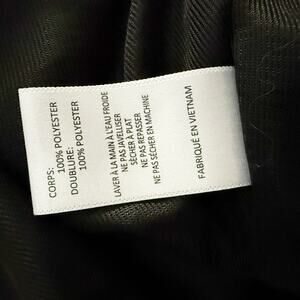 CORPS:
100% POLYESTER
DOUBLURE:
100% POLYESTER
LAVER À LA MAIN À L'EAU FROIDE
NE PAS JAVELLISER
SÉCHER À PLAT
NE PAS REPASSER
NE PAS SÉCHER EN MACHINE
FABRIQUÉ EN VIETNAM